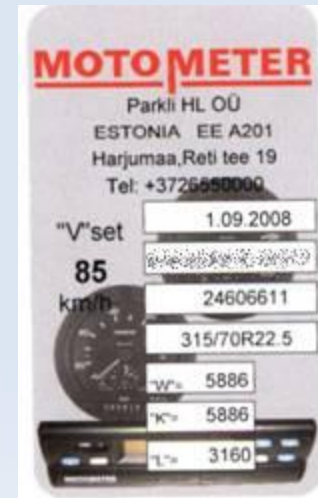 MOTOMETER
Parkli HL OÜ
ESTONIA EE A201
Harjumaa,Reti tee 19
Tel: +3726550000
"V"set
1.09.2008
85
km/h
24606611
315/70R22.5
"W"= 5886
"K"= 5886
"L"= 3160
MOTOMETER